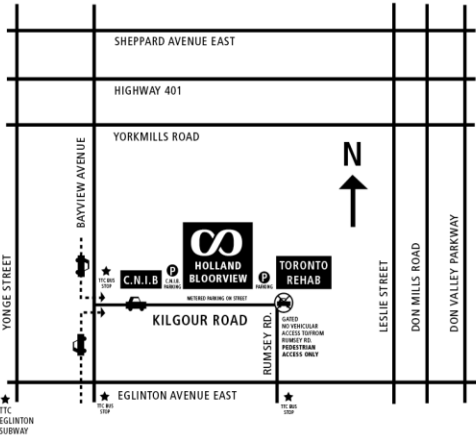 SHEPPARD AVENUE EAST
HIGHWAY 401
YORKMILLS ROAD
N
BAYVIEW AVENUE
YONGE STREET
LESLIE STREET
DON MILLS ROAD
DON VALLEY PARKWAY
TTC BUS
STOP
C.N.I.B
P
C.N.I.B.
PARKING
HOLLAND
BLOORVIEW
P
PARKING
TORONTO
REHAB
METERED PARKING ON STREET
KILGOUR ROAD
RUMSEY RD.
GATED
NO VEHICULAR
ACCESS TO/FROM
RUMSEY RD.
PEDESTRIAN
ACCESS ONLY
EGLINTON AVENUE EAST
TTC
EGLINTON
SUBWAY
TTC BUS
STOP
TTC BUS
STOP